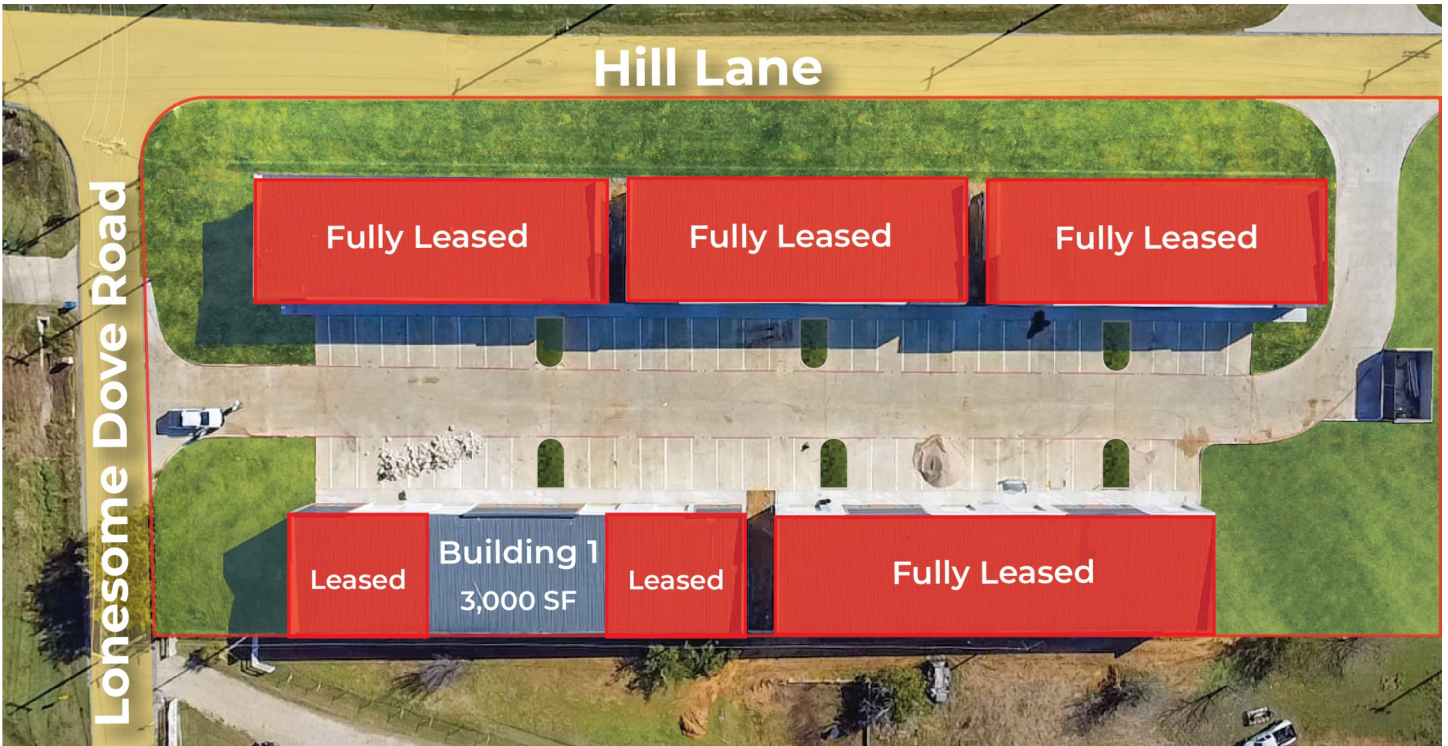 Hill Lane
Lonesome Dove Road
Fully Leased
Fully Leased
Fully Leased
Leased
Building 1
3,000 SF
Leased
Fully Leased